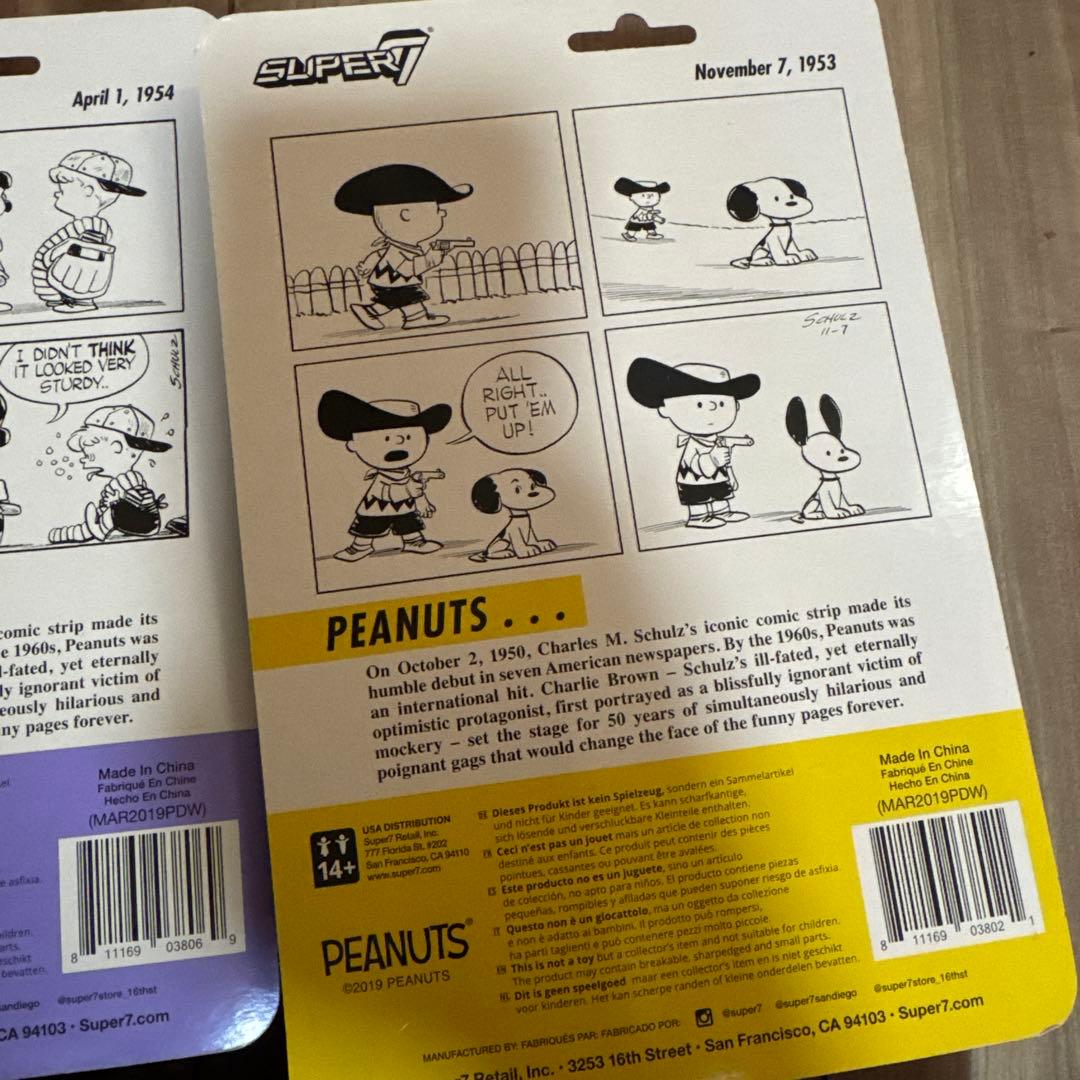 April 1, 1954
I DIDN'T THINK
IT LOOKED VERY
STURDY..
SCHULZ
comic strip made its
e 1960s, Peanuts was
l-fated, yet eternally
ly ignorant victim of
eously hilarious and
ny pages forever.
Made In China
Fabriqué En Chine
Hecho En China
(MAR2019PDW)
e asfixia.
ildren.
arts.
eschikt
bevatten.
8 11169 03806 9
andiego @super7store_16thst
CA 94103 • Super7.com
SUPER7
November 7, 1953
ALL
RIGHT..
PUT 'EM
UP!
SCHULZ
11-7
PEANUTS . . .
On October 2, 1950, Charles M. Schulz's iconic comic strip made its
humble debut in seven American newspapers. By the 1960s, Peanuts was
an international hit. Charlie Brown – Schulz's ill-fated, yet eternally
optimistic protagonist, first portrayed as a blissfully ignorant victim of
mockery – set the stage for 50 years of simultaneously hilarious and
poignant gags that would change the face of the funny pages forever.
14+
USA DISTRIBUTION
Super7 Retail, Inc.
777 Florida St. #202
San Francisco, CA 94110
www.super7.com
PEANUTS®
©2019 PEANUTS
DE Dieses Produkt ist kein Spielzeug, sondern ein Sammelartikel
und nicht für Kinder geeignet. Es kann scharfkantige,
sich lösende und verschluckbare Kleinteile enthalten.
FR Ceci n'est pas un jouet mais un article de collection non
destiné aux enfants. Ce produit peut contenir des pièces
pointues, cassantes ou pouvant être avalées.
ES Este producto no es un juguete, sino un artículo
de colección, no apto para niños. El producto contiene piezas
pequeñas, rompibles y afiladas que pueden suponer riesgo de asfixia.
IT Questo non è un giocattolo, ma un oggetto da collezione
e non è adatto ai bambini. Il prodotto può rompersi,
ha parti taglienti e può contenere pezzi molto piccole.
EN This is not a toy but a collector's item and not suitable for children.
The product may contain breakable, sharpedged and small parts.
NL Dit is geen speelgoed maar een collector's item en is niet geschikt
voor kinderen. Het kan scherpe randen of kleine onderdelen bevatten.
Made In China
Fabriqué En Chine
Hecho En China
(MAR2019PDW)
8 11169 03802 1
MANUFACTURED BY: FABRIQUÉS PAR: FABRICADO POR: @super7 @super7sandiego @super7store_16thst
7 Retail, Inc. • 3253 16th Street • San Francisco, CA 94103 • Super7.com